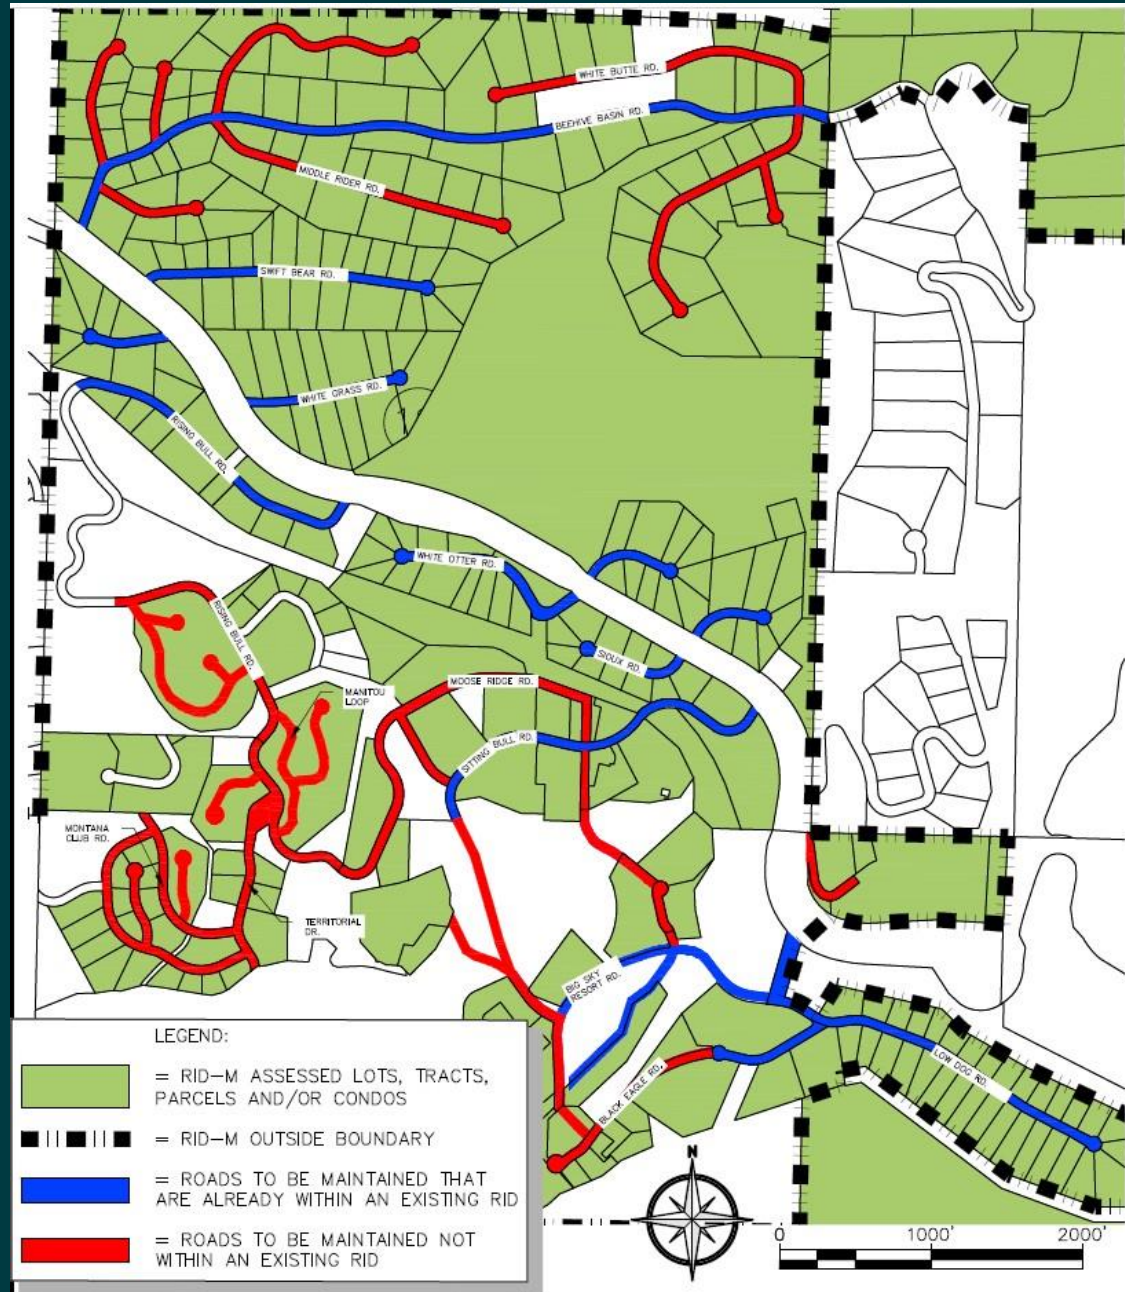 WHITE BUTTE RD.
BEEHIVE BASIN RD.
MIDDLE RIDER RD.
SWIFT BEAR RD.
WHITE GRASS RD.
RISING BULL RD.
WHITE OTTER RD.
RISING BULL RD.
SIOUX RD.
MOOSE RIDGE RD.
MANITOU
LOOP
SITTING BULL RD.
MONTANA
CLUB RD.
TERRITORIAL
DR.
BIG SKY
RESORT RD.
LOW DOG RD.
BLACK EAGLE RD.
LEGEND:
= RID-M ASSESSED LOTS, TRACTS,
PARCELS AND/OR CONDOS
= RID-M OUTSIDE BOUNDARY
= ROADS TO BE MAINTAINED THAT
ARE ALREADY WITHIN AN EXISTING RID
= ROADS TO BE MAINTAINED NOT
WITHIN AN EXISTING RID
N
0 1000' 2000'